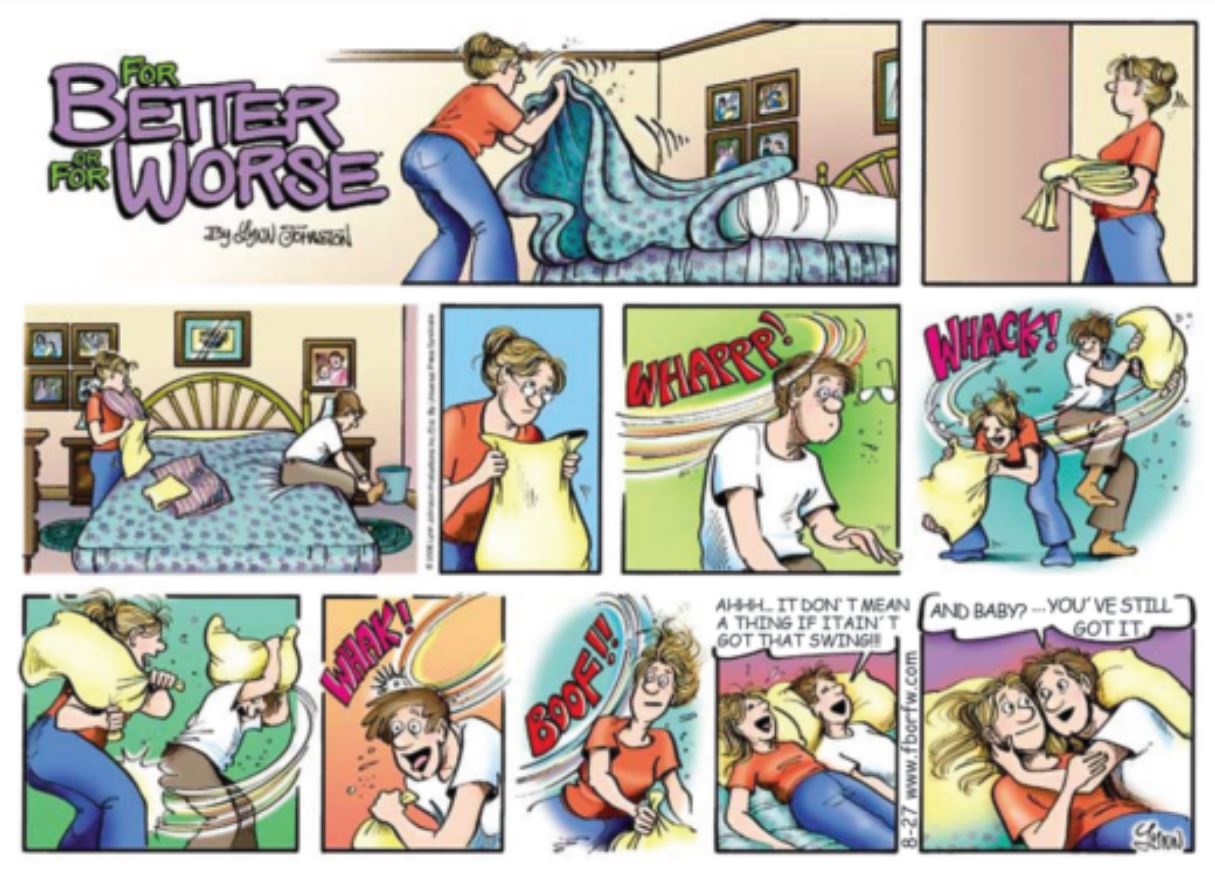 FOR
BETTER
OR
FOR WORSE
By LYNN JOHNSTON
WHAPPP!
WHACK!
WHAK!
BOOF!!
AHHH... IT DON'T MEAN
A THING IF IT AIN'T
GOT THAT SWING!!!
8-27 www.fborfw.com
AND BABY? ...YOU'VE STILL
GOT IT.
Lynn